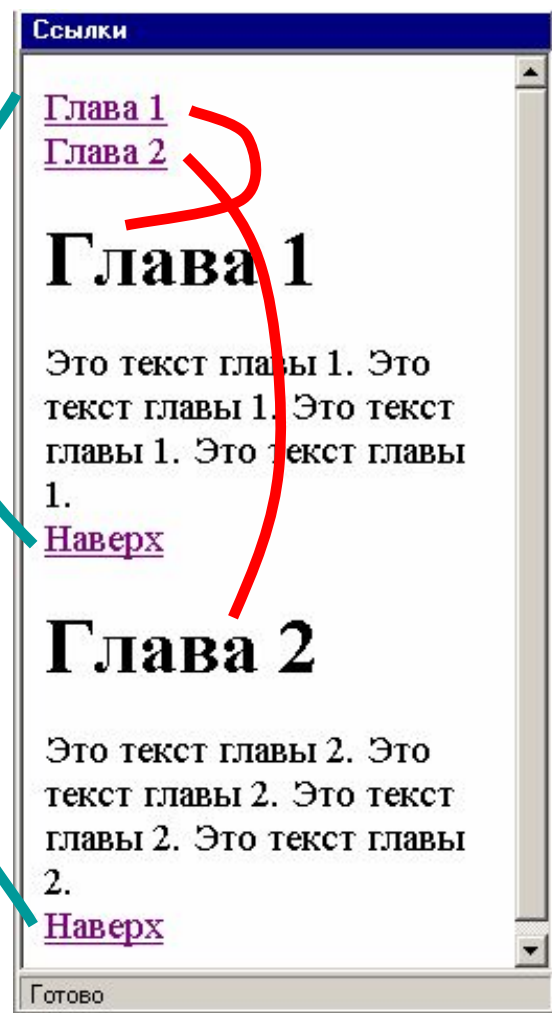 Ссылки
Глава 1
Глава 2
Глава 1
Это текст главы 1. Это
текст главы 1. Это текст
главы 1. Это текст главы
1.
Наверх
Глава 2
Это текст главы 2. Это
текст главы 2. Это текст
главы 2. Это текст главы
2.
Наверх
Готово